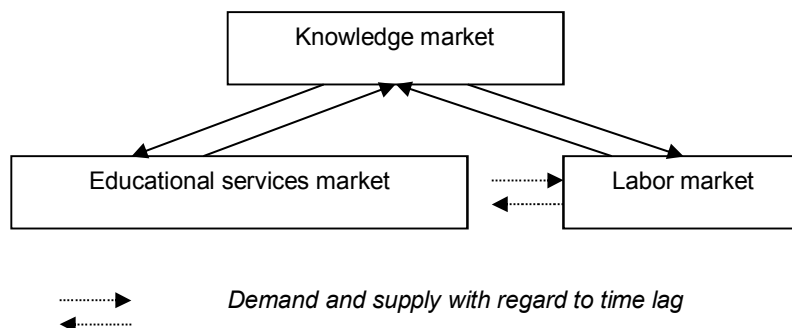 Knowledge market
Educational services market
Labor market
Demand and supply with regard to time lag